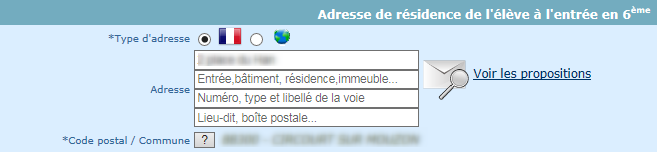 Adresse de résidence de l'élève à l'entrée en 6ème
*Type d'adresse
Entrée,bâtiment, résidence,immeuble...
Voir les propositions
Adresse
Numéro, type et libellé de la voie
Lieu-dit, boîte postale...
*Code postal / Commune ?